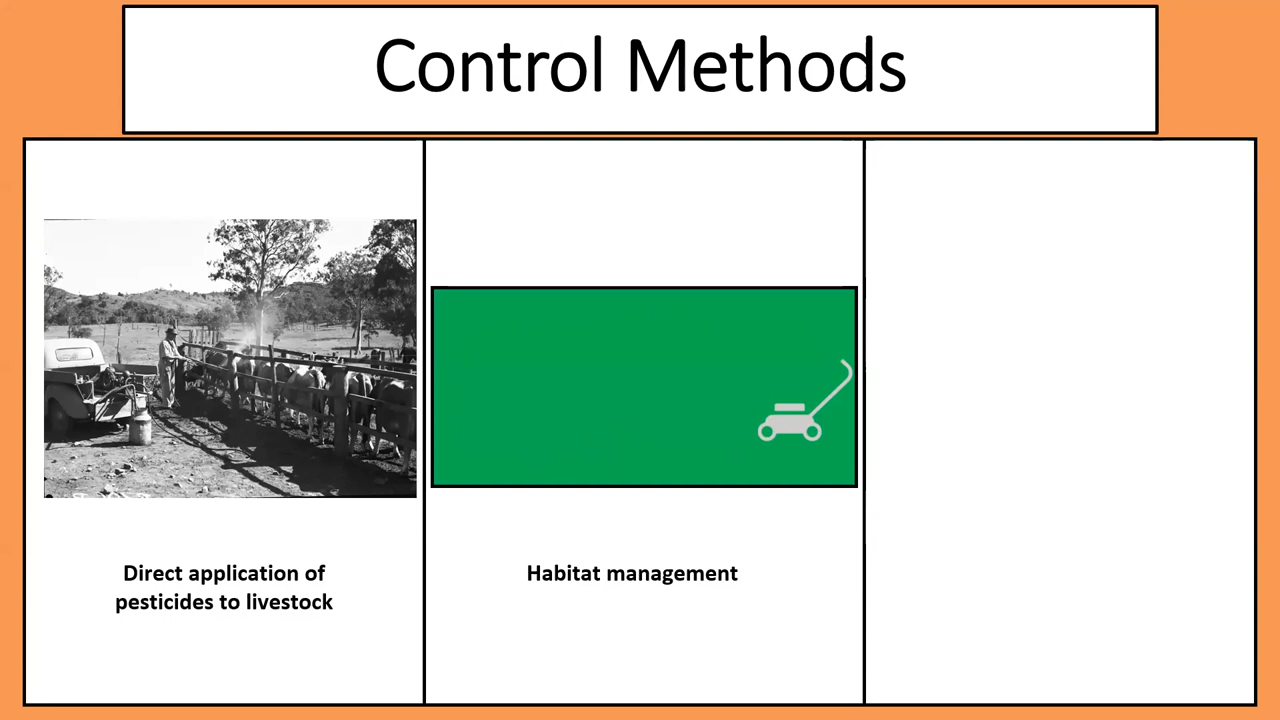 Control Methods
Direct application of
pesticides to livestock
Habitat management